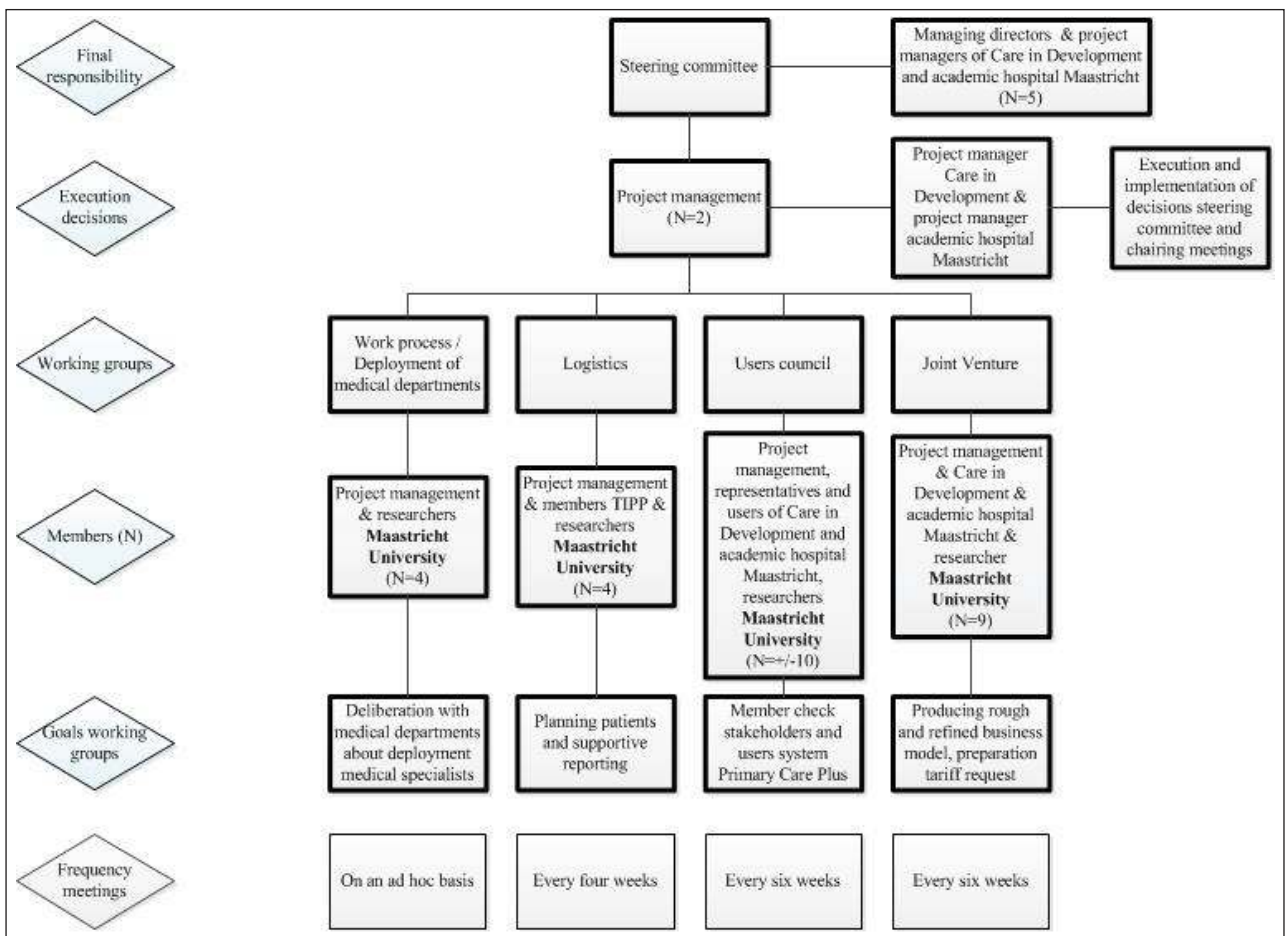 Final
responsibility
Steering committee
Managing directors & project
managers of Care in Development
and academic hospital Maastricht
(N=5)
Execution
decisions
Project management
(N=2)
Project manager
Care in
Development &
project manager
academic hospital
Maastricht
Execution and
implementation of
decisions steering
committee and
chairing meetings
Working groups
Work process /
Deployment of
medical departments
Logistics
Users council
Joint Venture
Members (N)
Project management
& researchers
Maastricht
University
(N=4)
Project management
& members TIPP &
researchers
Maastricht
University
(N=4)
Project
management,
representatives and
users of Care in
Development and
academic hospital
Maastricht,
researchers
Maastricht
University
(N=+/-10)
Project management
& Care in
Development &
academic hospital
Maastricht &
researcher
Maastricht
University
(N=9)
Goals working
groups
Deliberation with
medical departments
about deployment
medical specialists
Planning patients
and supportive
reporting
Member check
stakeholders and
users system
Primary Care Plus
Producing rough
and refined business
model, preparation
tariff request
Frequency
meetings
On an ad hoc basis
Every four weeks
Every six weeks
Every six weeks